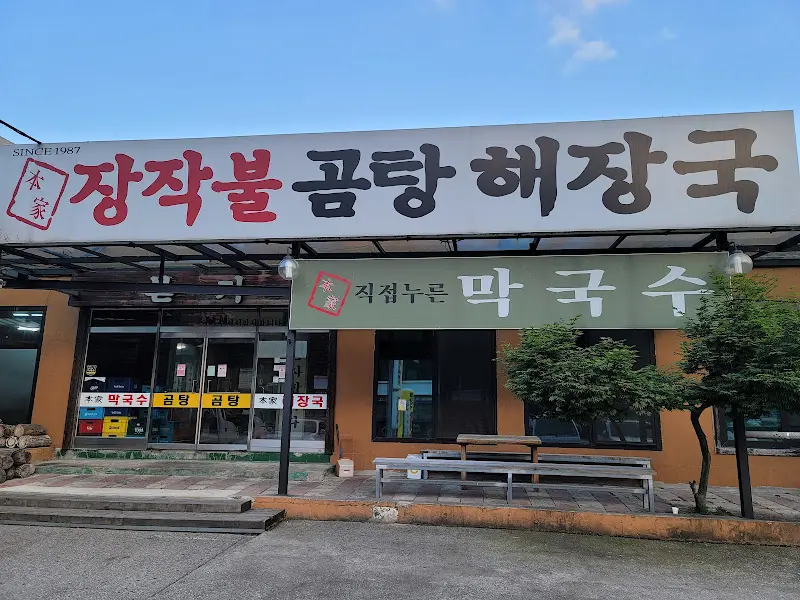 SINCE 1987
本家 장작불 곰탕 해장국
本家 직접누른 막국수
本家 막국수 곰탕 곰탕 本家 해장국